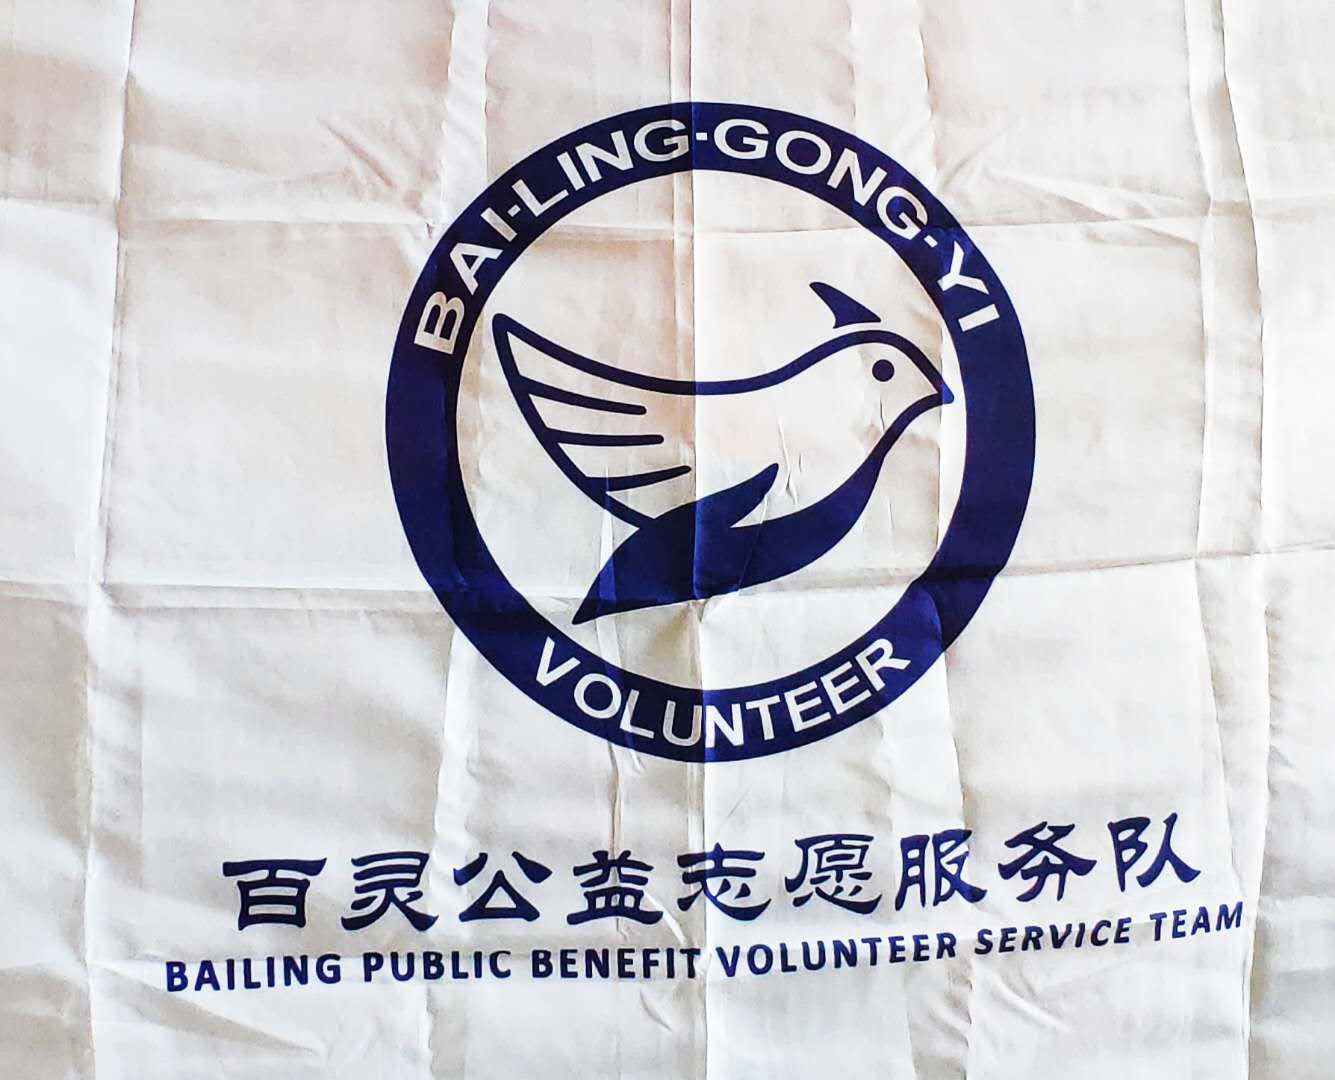 BAI-LING-GONG-YI
VOLUNTEER
百灵公益志愿服务队
BAILING PUBLIC BENEFIT VOLUNTEER SERVICE TEAM